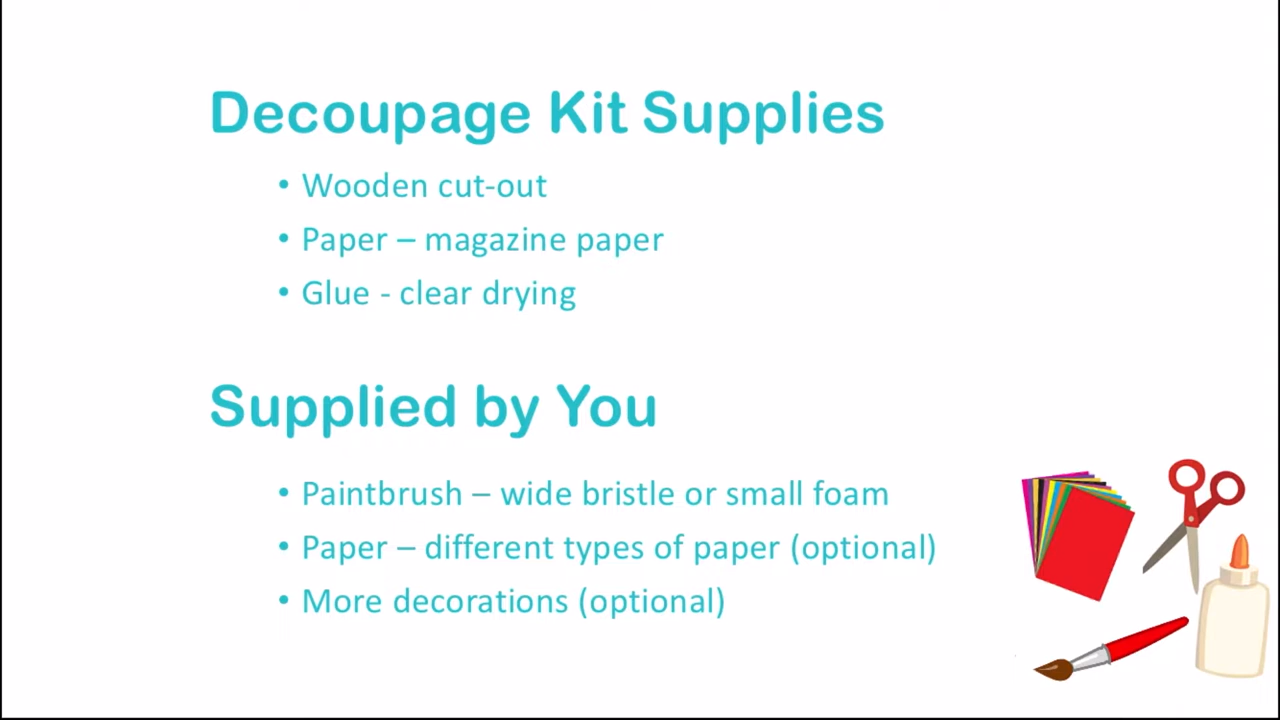 Decoupage Kit Supplies
• Wooden cut-out
• Paper – magazine paper
• Glue - clear drying
Supplied by You
• Paintbrush – wide bristle or small foam
• Paper – different types of paper (optional)
• More decorations (optional)